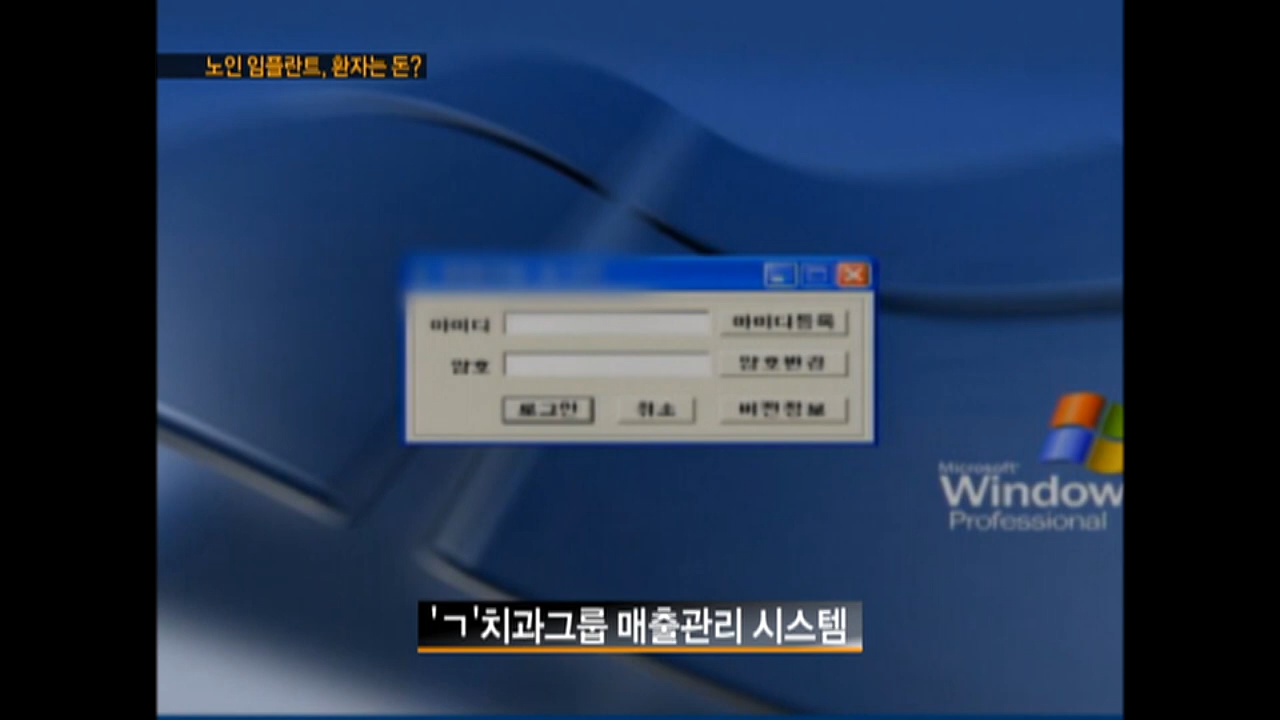 노인 임플란트, 환자는 돈?
아이디
아이디등록
암호
암호변경
로그인
취소
버전정보
Microsoft
Window
Professional
'ㄱ'치과그룹 매출관리 시스템